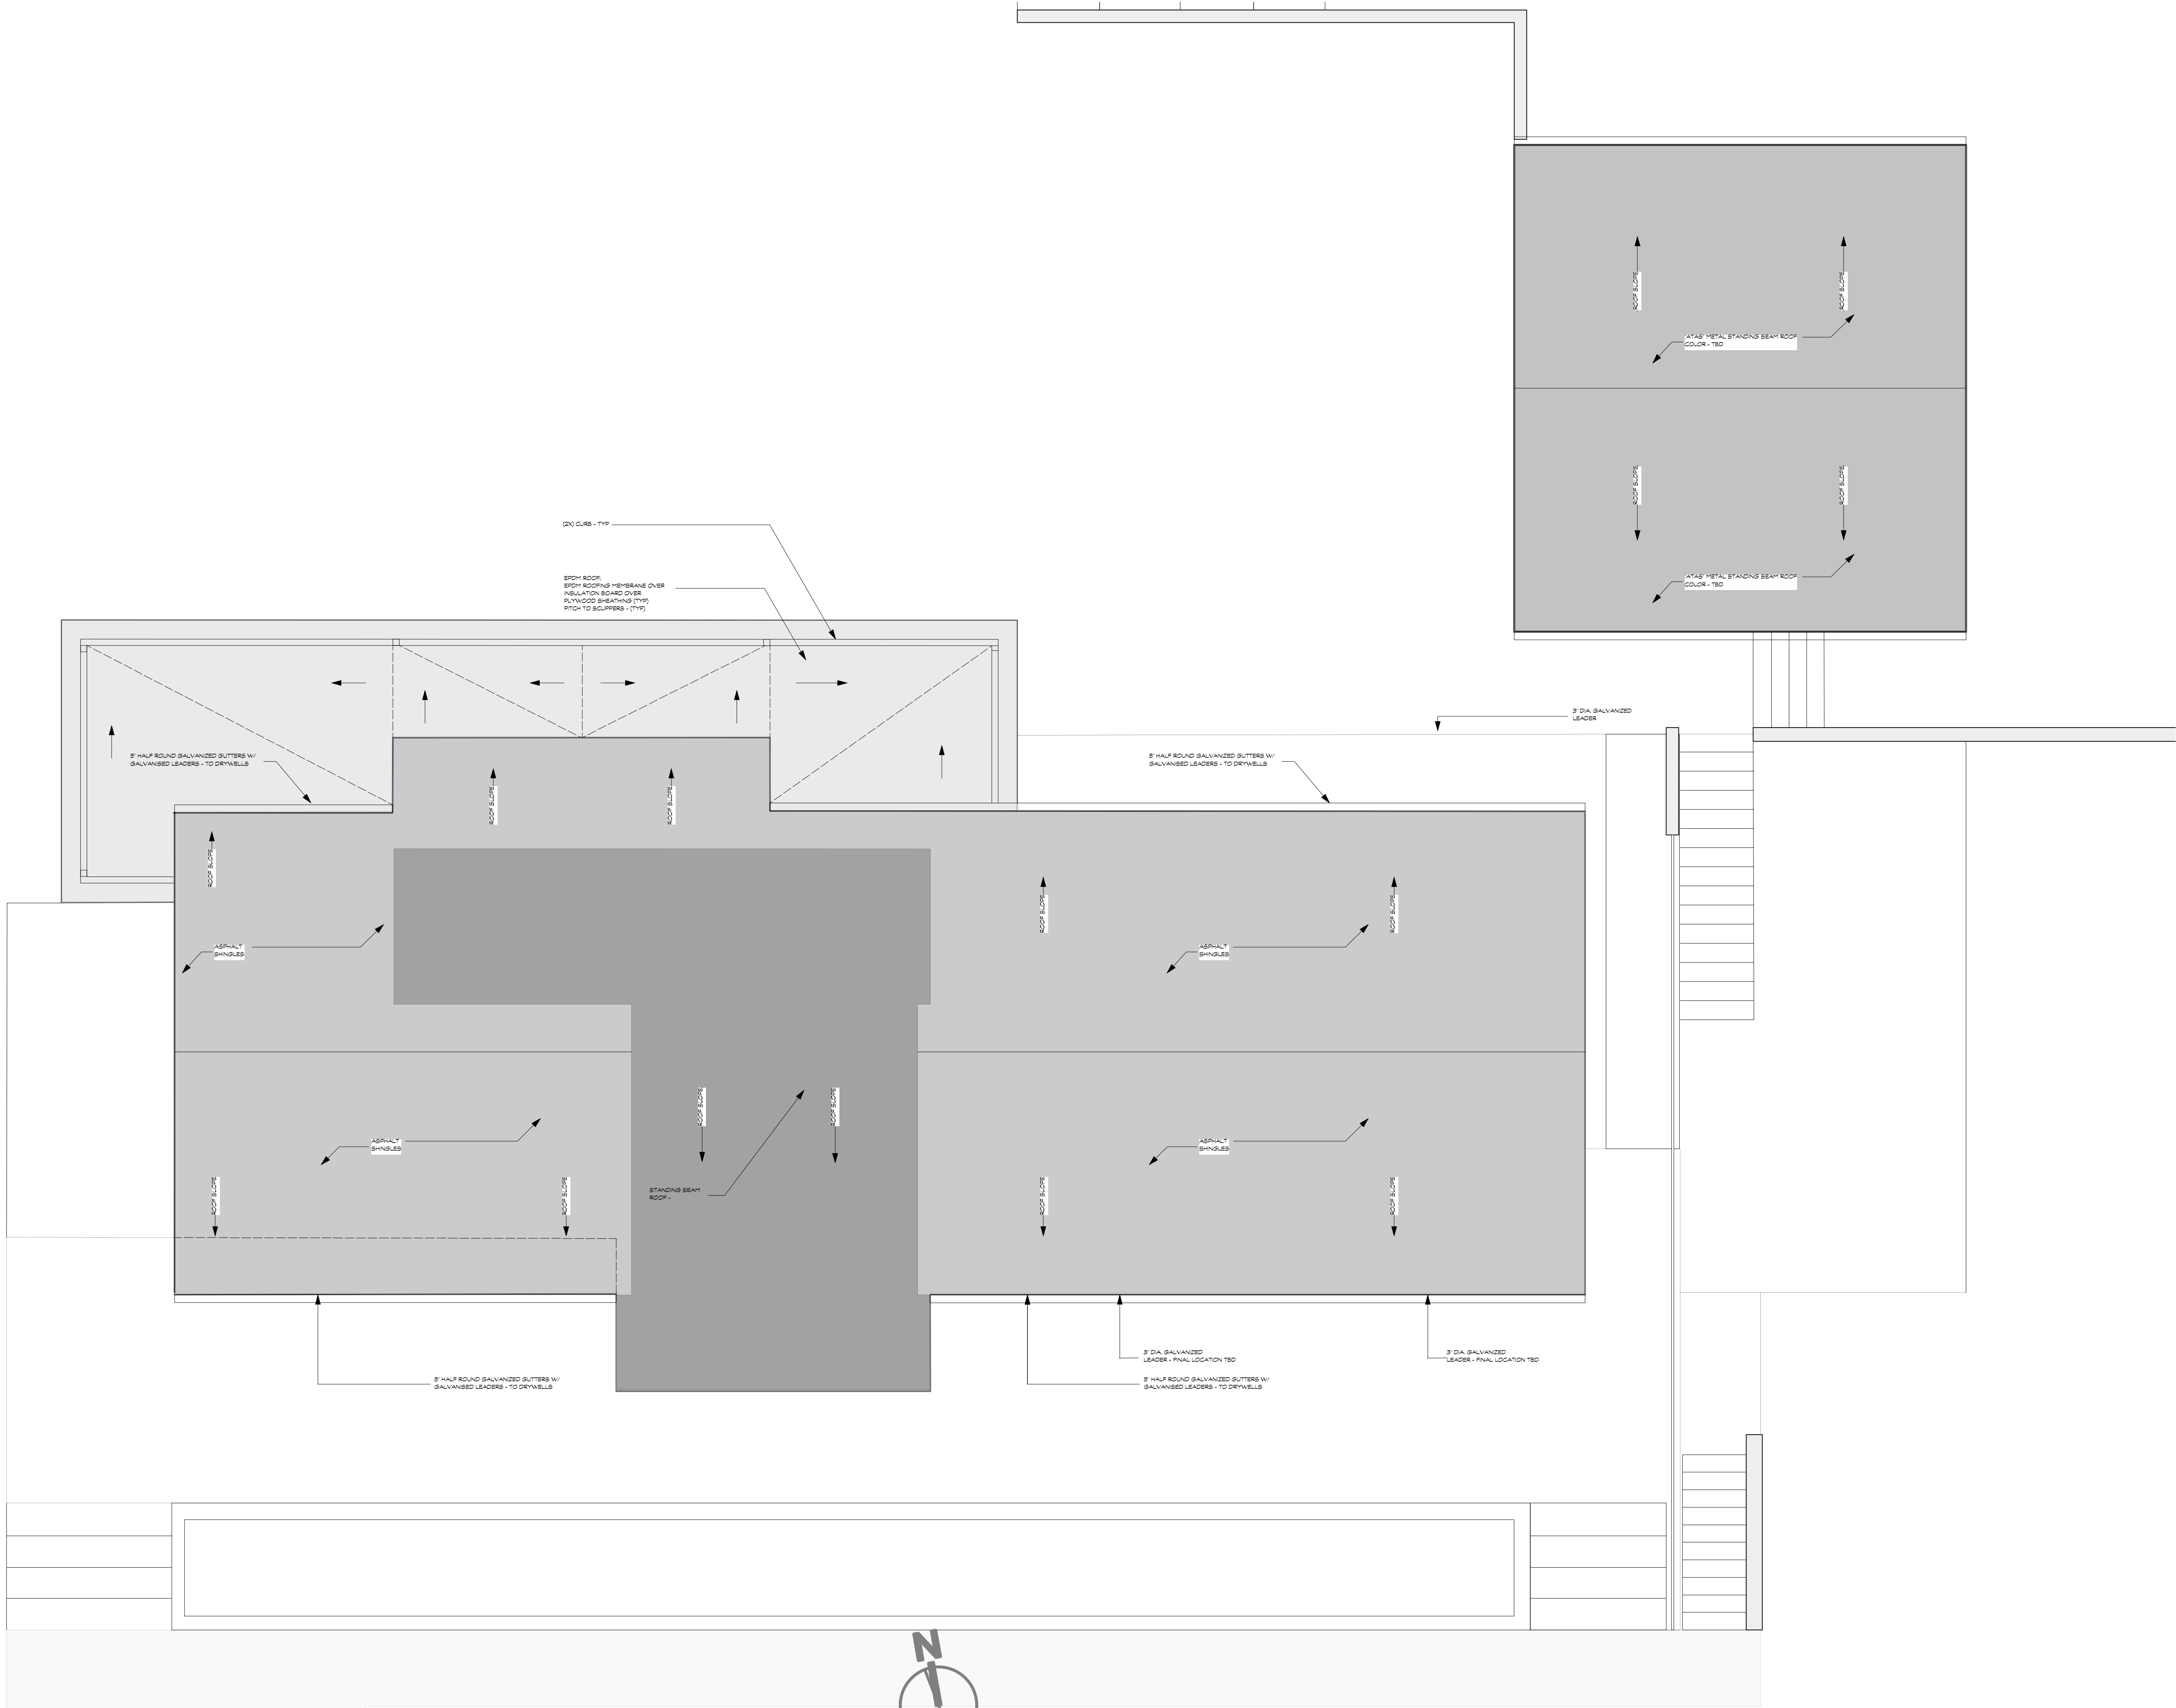 ROOF SLOPE
ROOF SLOPE
'ATAS' METAL STANDING SEAM ROOF
COLOR - TBD
ROOF SLOPE
ROOF SLOPE
(2X) CURB - TYP
EPDM ROOF;
EPDM ROOFING MEMBRANE OVER
INSULATION BOARD OVER
PLYWOOD SHEATHING (TYP)
PITCH TO SCUPPERS - (TYP)
'ATAS' METAL STANDING SEAM ROOF
COLOR - TBD
3" DIA. GALVANIZED
LEADER
5" HALF ROUND GALVANIZED GUTTERS W/
GALVANISED LEADERS - TO DRYWELLS
5" HALF ROUND GALVANIZED GUTTERS W/
GALVANISED LEADERS - TO DRYWELLS
ROOF SLOPE
ROOF SLOPE
ROOF SLOPE
ROOF SLOPE
ROOF SLOPE
ASPHALT
SHINGLES
ASPHALT
SHINGLES
ROOF SLOPE
ROOF SLOPE
ASPHALT
SHINGLES
ASPHALT
SHINGLES
ROOF SLOPE
ROOF SLOPE
STANDING SEAM
ROOF -
ROOF SLOPE
ROOF SLOPE
3" DIA. GALVANIZED
LEADER - FINAL LOCATION TBD
3" DIA. GALVANIZED
LEADER - FINAL LOCATION TBD
5" HALF ROUND GALVANIZED GUTTERS W/
GALVANISED LEADERS - TO DRYWELLS
5" HALF ROUND GALVANIZED GUTTERS W/
GALVANISED LEADERS - TO DRYWELLS
N